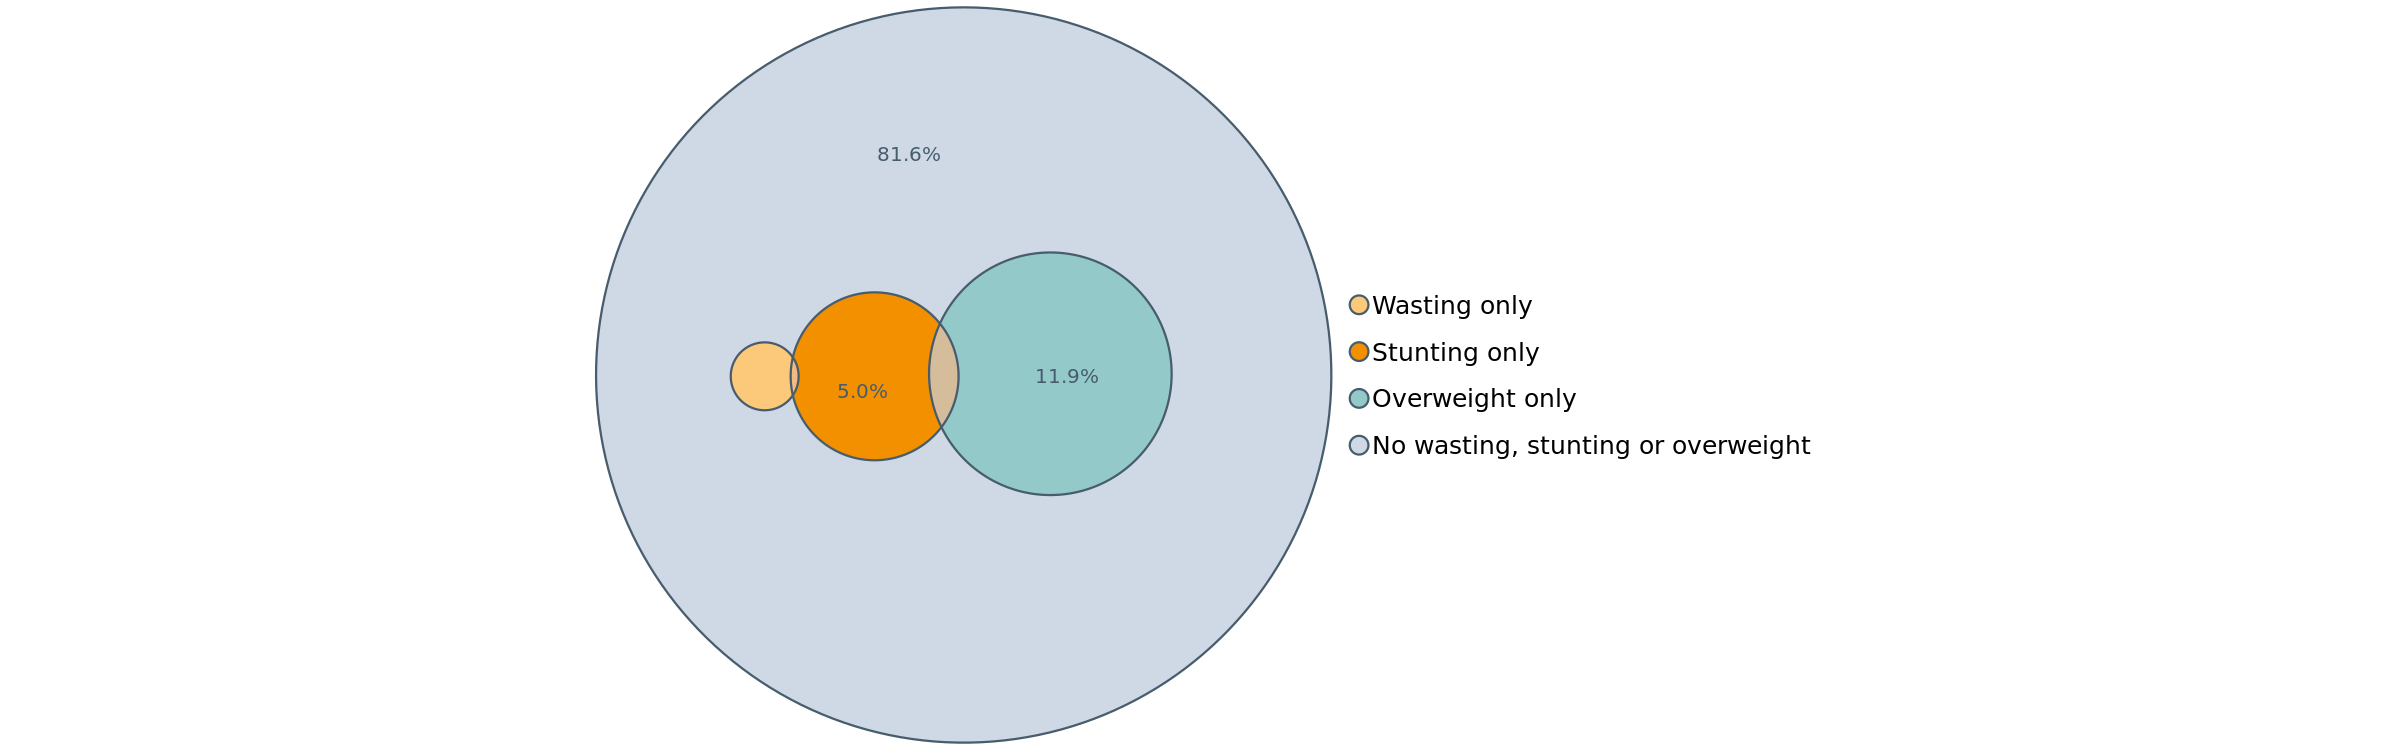 81.6%
5.0%
11.9%
Wasting only
Stunting only
Overweight only
No wasting, stunting or overweight